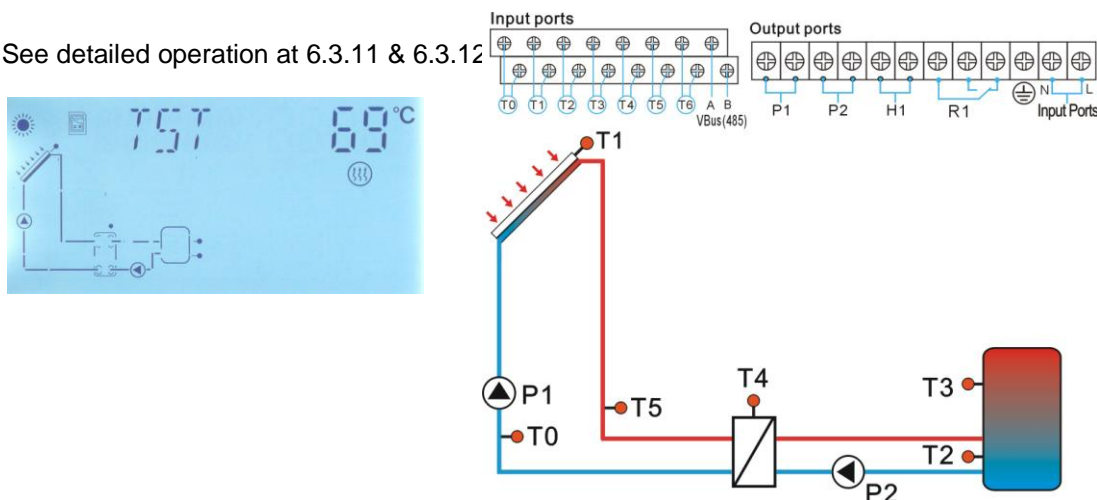 Input ports
Output ports
See detailed operation at 6.3.11 & 6.3.12
T0 T1 T2 T3 T4 T5 T6 A B
VBus(485)
P1 P2 H1 R1 N L
Input Ports
TST 69°C
T1
T4
T3
P1
T5
T0
T2
P2